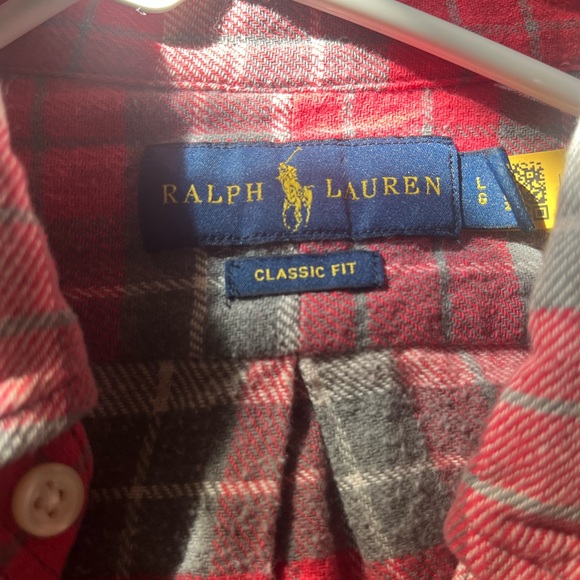 RALPH LAUREN
L
G
CLASSIC FIT